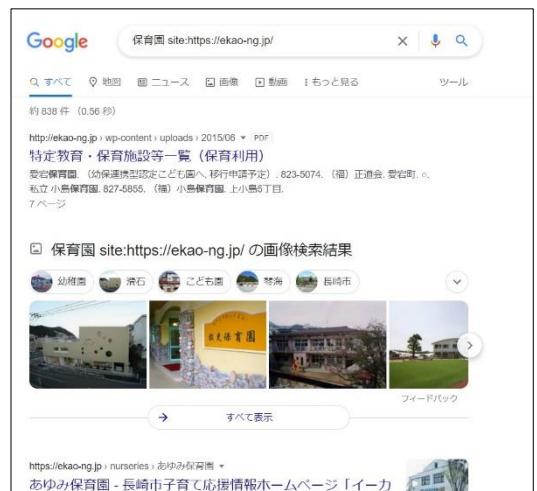 Google
保育園 site:https://ekao-ng.jp/
すべて 地図 ニュース 画像 動画 もっと見る ツール
約 838 件 (0.56 秒)
http://ekao-ng.jp › wp-content › uploads › 2015/06 PDF
特定教育・保育施設等一覧（保育利用）
愛宕保育園. （幼保連携型認定こども園へ, 移行申請予定）. 823-5074. （福）正道会. 愛宕町. ○.
私立 小島保育園. 827-5855. （福）小島保育園. 上小島5丁目.
7 ページ
保育園 site:https://ekao-ng.jp/ の画像検索結果
幼稚園 滑石 こども園 琴海 長崎市
保育園
フィードバック
すべて表示
https://ekao-ng.jp › nurseries › あゆみ保育園
あゆみ保育園 - 長崎市子育て応援情報ホームページ「イーカ